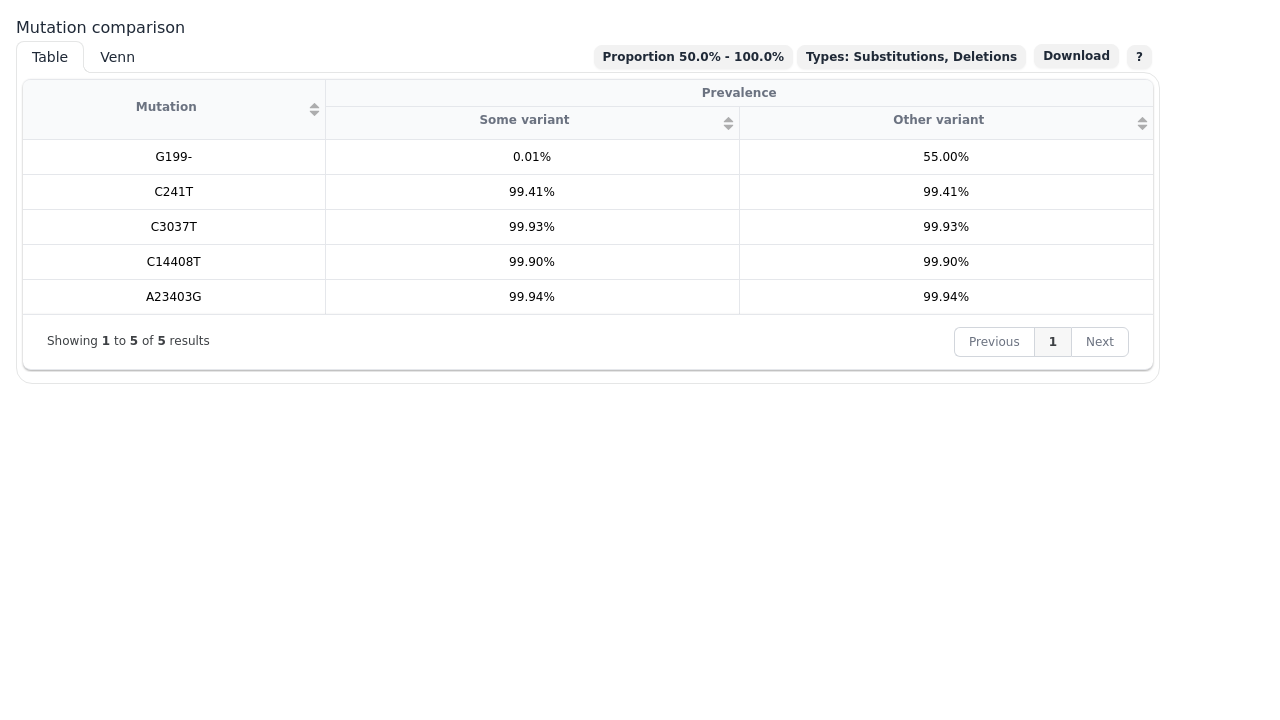 Mutation comparison
Table Venn Proportion 50.0% - 100.0% Types: Substitutions, Deletions Download ?
Mutation Prevalence
Some variant Other variant
G199- 0.01% 55.00%
C241T 99.41% 99.41%
C3037T 99.93% 99.93%
C14408T 99.90% 99.90%
A23403G 99.94% 99.94%
Showing 1 to 5 of 5 results Previous 1 Next